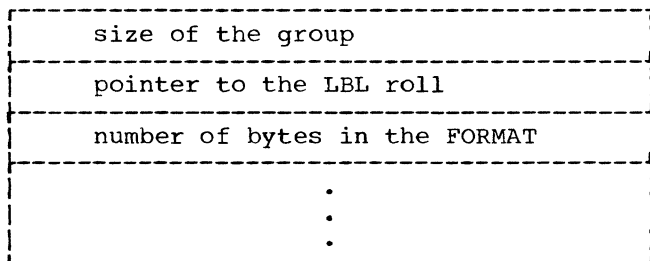 size of the group
pointer to the LBL roll
number of bytes in the FORMAT
.
.
.